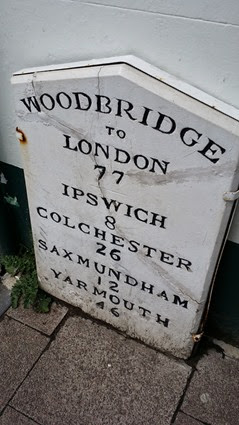 WOODBRIDGE
TO
LONDON
77
IPSWICH
8
COLCHESTER
26
SAXMUNDHAM
12
YARMOUTH
46